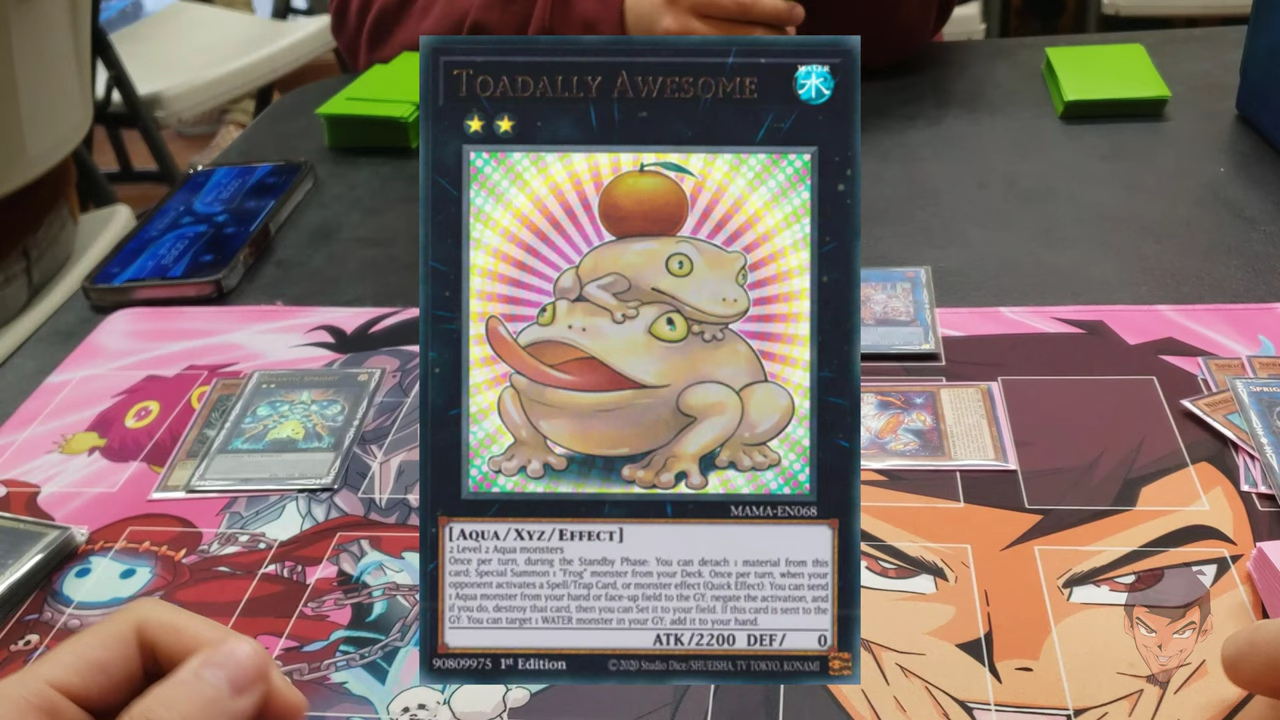 TOADALLY AWESOME
WATER
水
MAMA-EN068
[AQUA/XYZ/EFFECT]
2 Level 2 Aqua monsters
Once per turn, during the Standby Phase: You can detach 1 material from this
card; Special Summon 1 "Frog" monster from your Deck. Once per turn, when your
opponent activates a Spell/Trap Card, or monster effect (Quick Effect): You can send
1 Aqua monster from your hand or face-up field to the GY; negate the activation, and
if you do, destroy that card, then you can Set it to your field. If this card is sent to the
GY: You can target 1 WATER monster in your GY; add it to your hand.
ATK/2200 DEF/ 0
90809975 1st Edition ©2020 Studio Dice/SHUEISHA, TV TOKYO, KONAMI